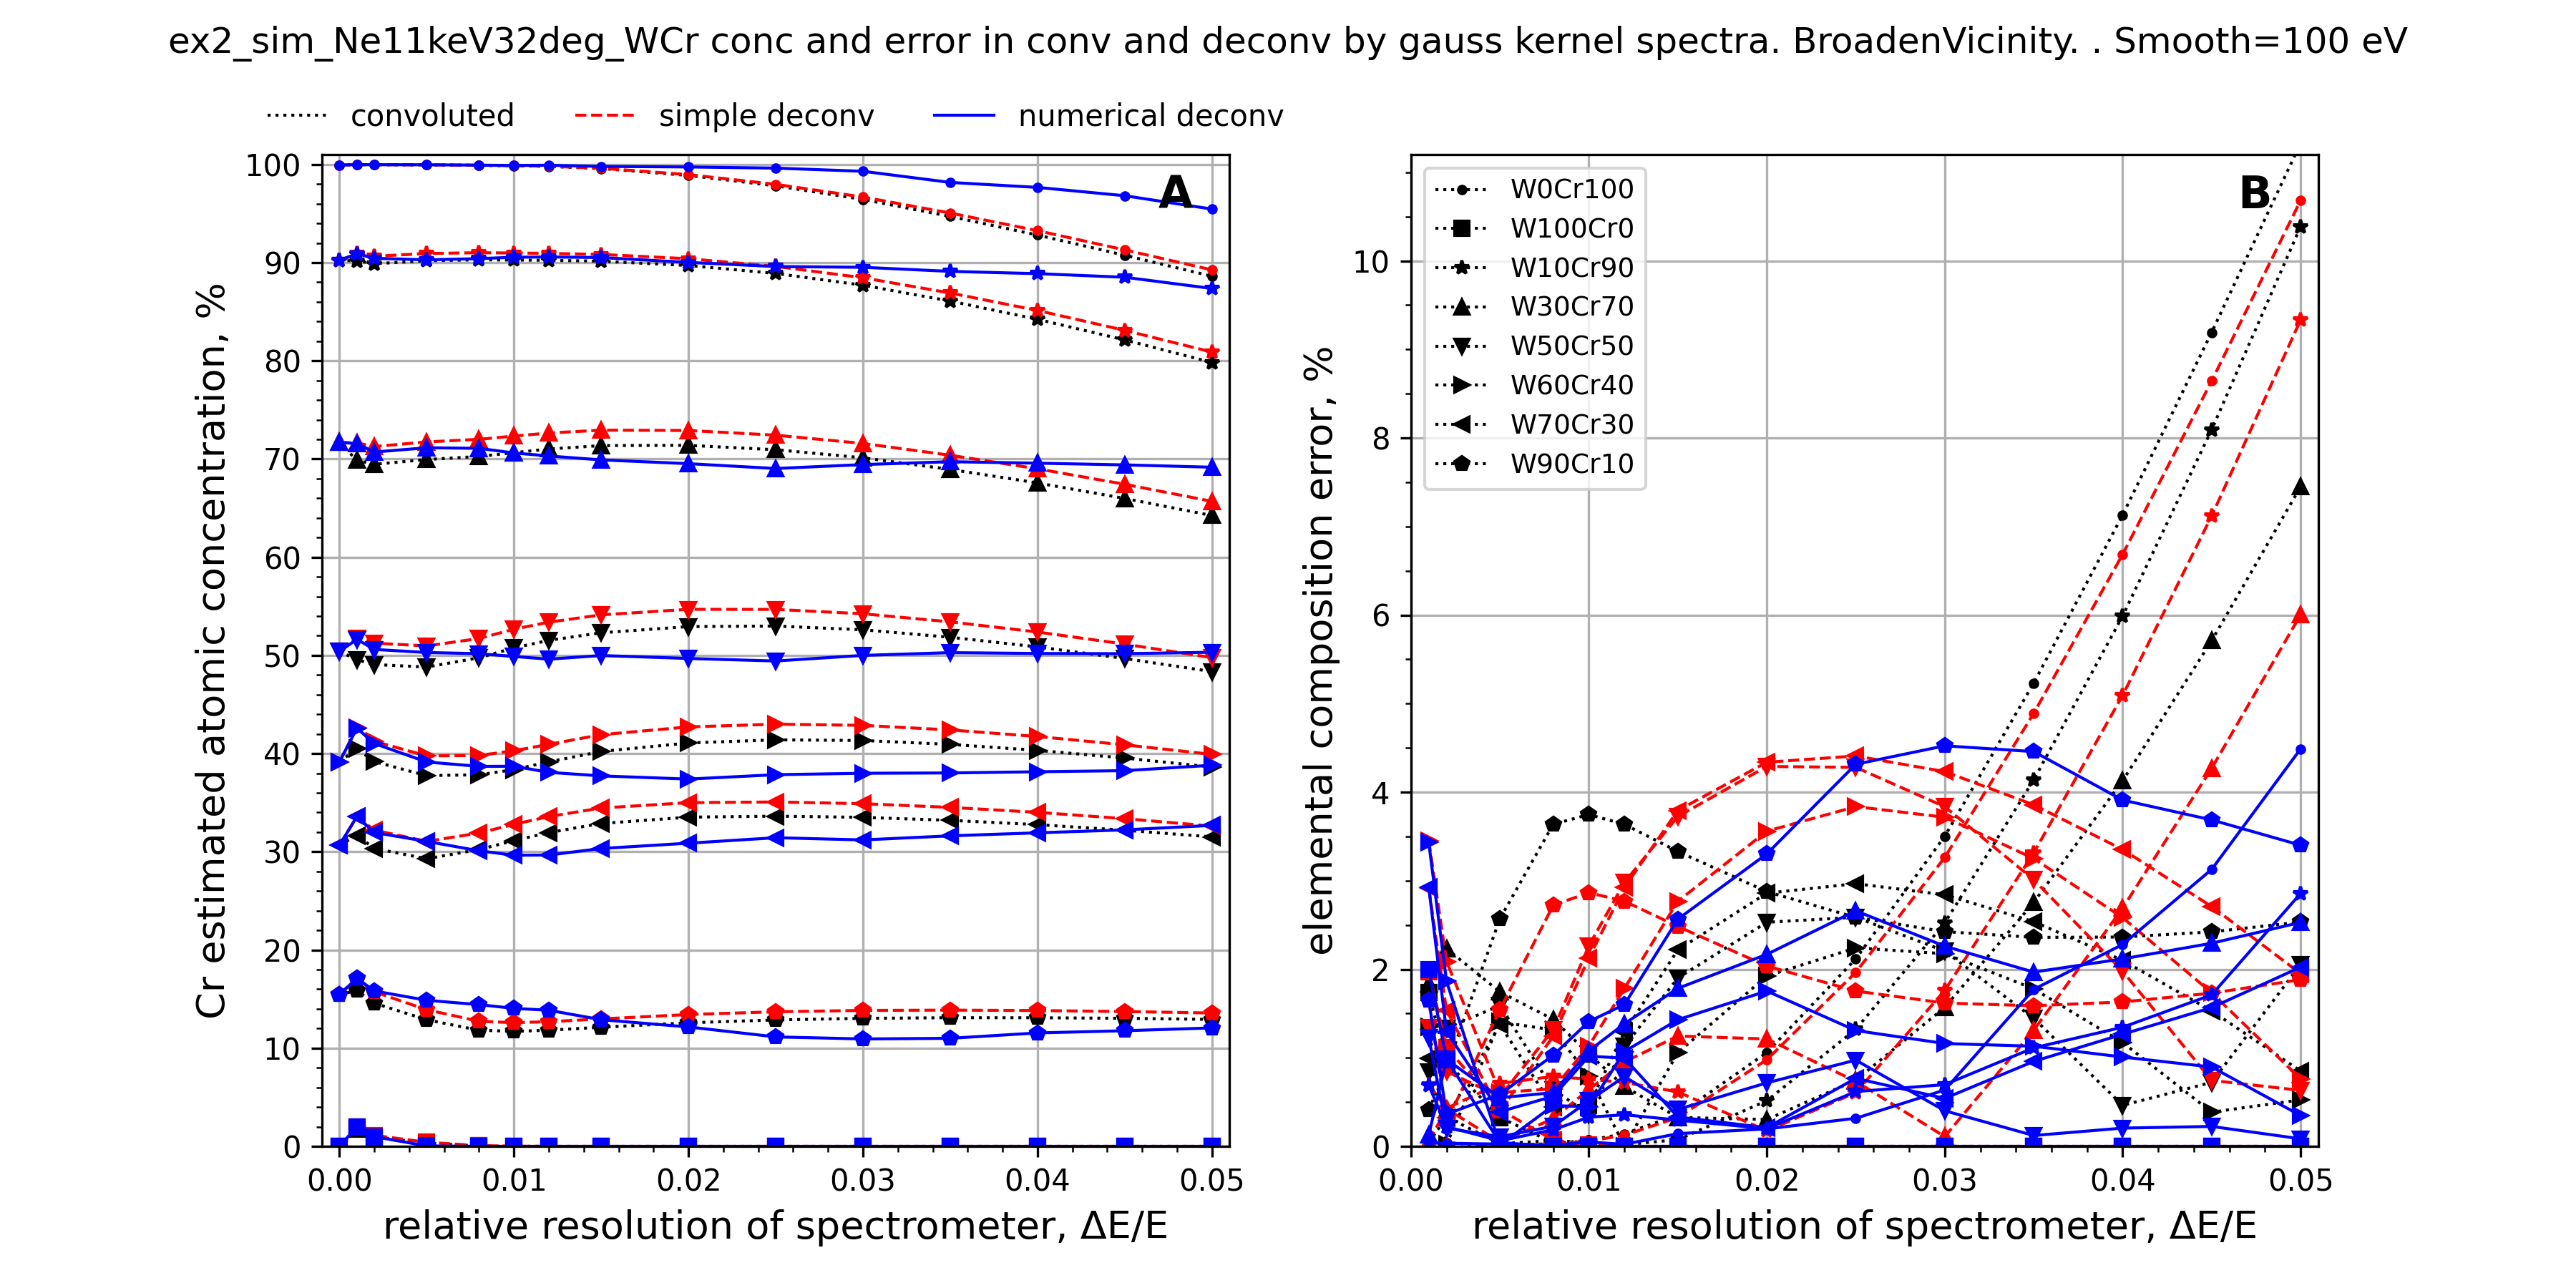 ex2_sim_Ne11keV32deg_WCr conc and error in conv and deconv by gauss kernel spectra. BroadenVicinity. . Smooth=100 eV
convoluted
simple deconv
numerical deconv
A
Cr estimated atomic concentration, %
100
90
80
70
60
50
40
30
20
10
0
0.00
0.01
0.02
0.03
0.04
0.05
relative resolution of spectrometer, ΔE/E
B
W0Cr100
W100Cr0
W10Cr90
W30Cr70
W50Cr50
W60Cr40
W70Cr30
W90Cr10
elemental composition error, %
10
8
6
4
2
0
0.00
0.01
0.02
0.03
0.04
0.05
relative resolution of spectrometer, ΔE/E